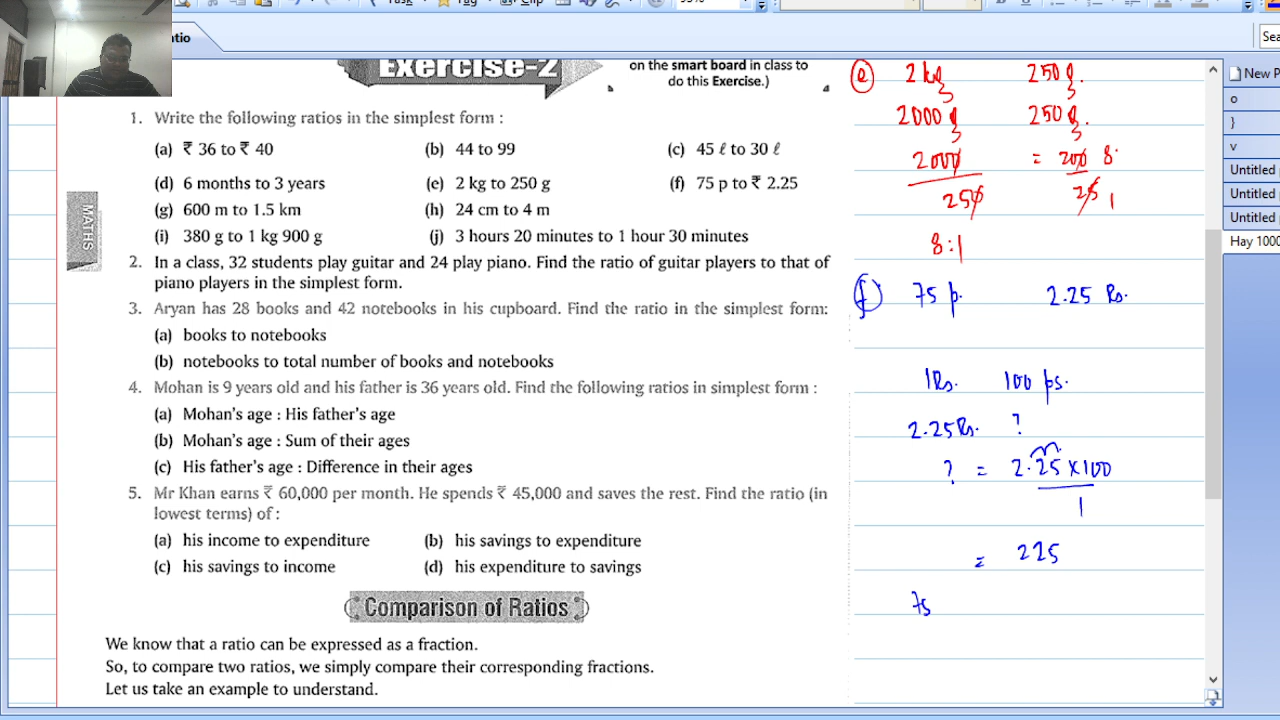 Task
Tag
Clip
95%
atio
Sea
New P
o
}
v
Untitled
Untitled
Untitled
Hay 1000
Exercise-2
on the smart board in class to
do this Exercise.)
1. Write the following ratios in the simplest form :
(a) ₹ 36 to ₹ 40 (b) 44 to 99 (c) 45 ℓ to 30 ℓ
(d) 6 months to 3 years (e) 2 kg to 250 g (f) 75 p to ₹ 2.25
(g) 600 m to 1.5 km (h) 24 cm to 4 m
(i) 380 g to 1 kg 900 g (j) 3 hours 20 minutes to 1 hour 30 minutes
MATHS
2. In a class, 32 students play guitar and 24 play piano. Find the ratio of guitar players to that of
piano players in the simplest form.
3. Aryan has 28 books and 42 notebooks in his cupboard. Find the ratio in the simplest form:
(a) books to notebooks
(b) notebooks to total number of books and notebooks
4. Mohan is 9 years old and his father is 36 years old. Find the following ratios in simplest form :
(a) Mohan's age : His father's age
(b) Mohan's age : Sum of their ages
(c) His father's age : Difference in their ages
5. Mr Khan earns ₹ 60,000 per month. He spends ₹ 45,000 and saves the rest. Find the ratio (in
lowest terms) of :
(a) his income to expenditure (b) his savings to expenditure
(c) his savings to income (d) his expenditure to savings
Comparison of Ratios
We know that a ratio can be expressed as a fraction.
So, to compare two ratios, we simply compare their corresponding fractions.
Let us take an example to understand.
(e) 2 kg 250 g.
2000 g 250 g.
2000 = 200 8
250 25 1
8:1
(f) 75 p. 2.25 Rs.
1Rs. 100 ps.
2.25Rs. ?
? = 2.25 x 100
1
= 225
75